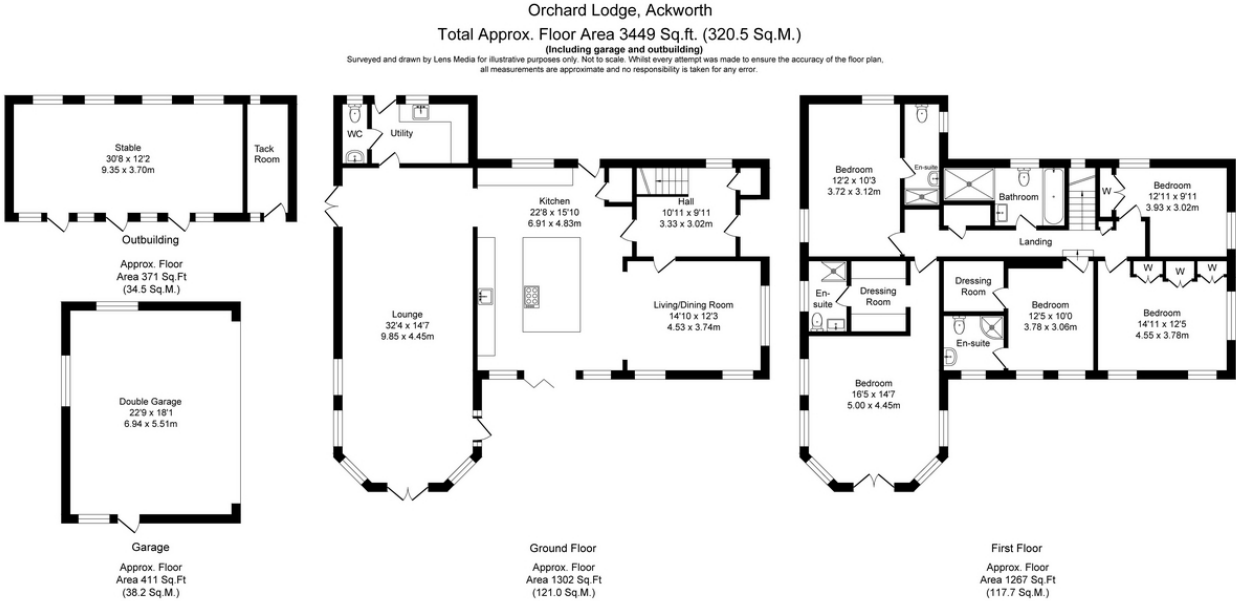 Orchard Lodge, Ackworth
Total Approx. Floor Area 3449 Sq.ft. (320.5 Sq.M.)
(Including garage and outbuilding)
Surveyed and drawn by Lens Media for illustrative purposes only. Not to scale. Whilst every attempt was made to ensure the accuracy of the floor plan,
all measurements are approximate and no responsibility is taken for any error.
Stable
30'8 x 12'2
9.35 x 3.70m
Tack
Room
Outbuilding
Approx. Floor
Area 371 Sq.Ft
(34.5 Sq.M.)
Double Garage
22'9 x 18'1
6.94 x 5.51m
Garage
Approx. Floor
Area 411 Sq.Ft
(38.2 Sq.M.)
WC
Utility
Kitchen
22'8 x 15'10
6.91 x 4.83m
Hall
10'11 x 9'11
3.33 x 3.02m
Lounge
32'4 x 14'7
9.85 x 4.45m
Living/Dining Room
14'10 x 12'3
4.53 x 3.74m
Ground Floor
Approx. Floor
Area 1302 Sq.Ft
(121.0 Sq.M.)
Bedroom
12'2 x 10'3
3.72 x 3.12m
En-suite
Bathroom
W
Bedroom
12'11 x 9'11
3.93 x 3.02m
Landing
En-
suite
Dressing
Room
Dressing
Room
En-suite
Bedroom
12'5 x 10'0
3.78 x 3.06m
W
W
W
Bedroom
14'11 x 12'5
4.55 x 3.78m
Bedroom
16'5 x 14'7
5.00 x 4.45m
First Floor
Approx. Floor
Area 1267 Sq.Ft
(117.7 Sq.M.)